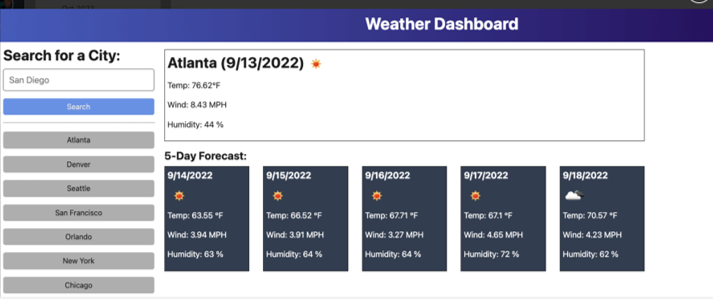 Weather Dashboard
Search for a City:
San Diego
Search
Atlanta
Denver
Seattle
San Francisco
Orlando
New York
Chicago
Atlanta (9/13/2022)
Temp: 76.62°F
Wind: 8.43 MPH
Humidity: 44 %
5-Day Forecast:
9/14/2022
Temp: 63.55 °F
Wind: 3.94 MPH
Humidity: 63 %
9/15/2022
Temp: 66.52 °F
Wind: 3.91 MPH
Humidity: 64 %
9/16/2022
Temp: 67.71 °F
Wind: 3.27 MPH
Humidity: 64 %
9/17/2022
Temp: 67.1 °F
Wind: 4.65 MPH
Humidity: 72 %
9/18/2022
Temp: 70.57 °F
Wind: 4.23 MPH
Humidity: 62 %